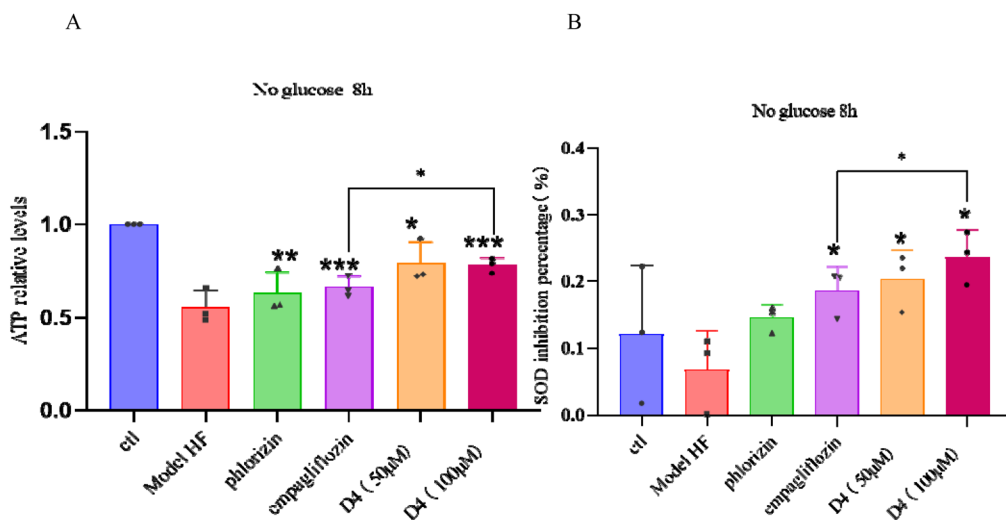 A
No glucose 8h
ATP relative levels
1.5
1.0
0.5
0.0
*
**
***
*
***
ctl
Model HF
phlorizin
empagliflozin
D4（50μM）
D4（100μM）
B
No glucose 8h
SOD inhibition percentage（%）
0.4
0.3
0.2
0.1
0.0
*
*
*
*
ctl
Model HF
phlorizin
empagliflozin
D4（50μM）
D4（100μM）